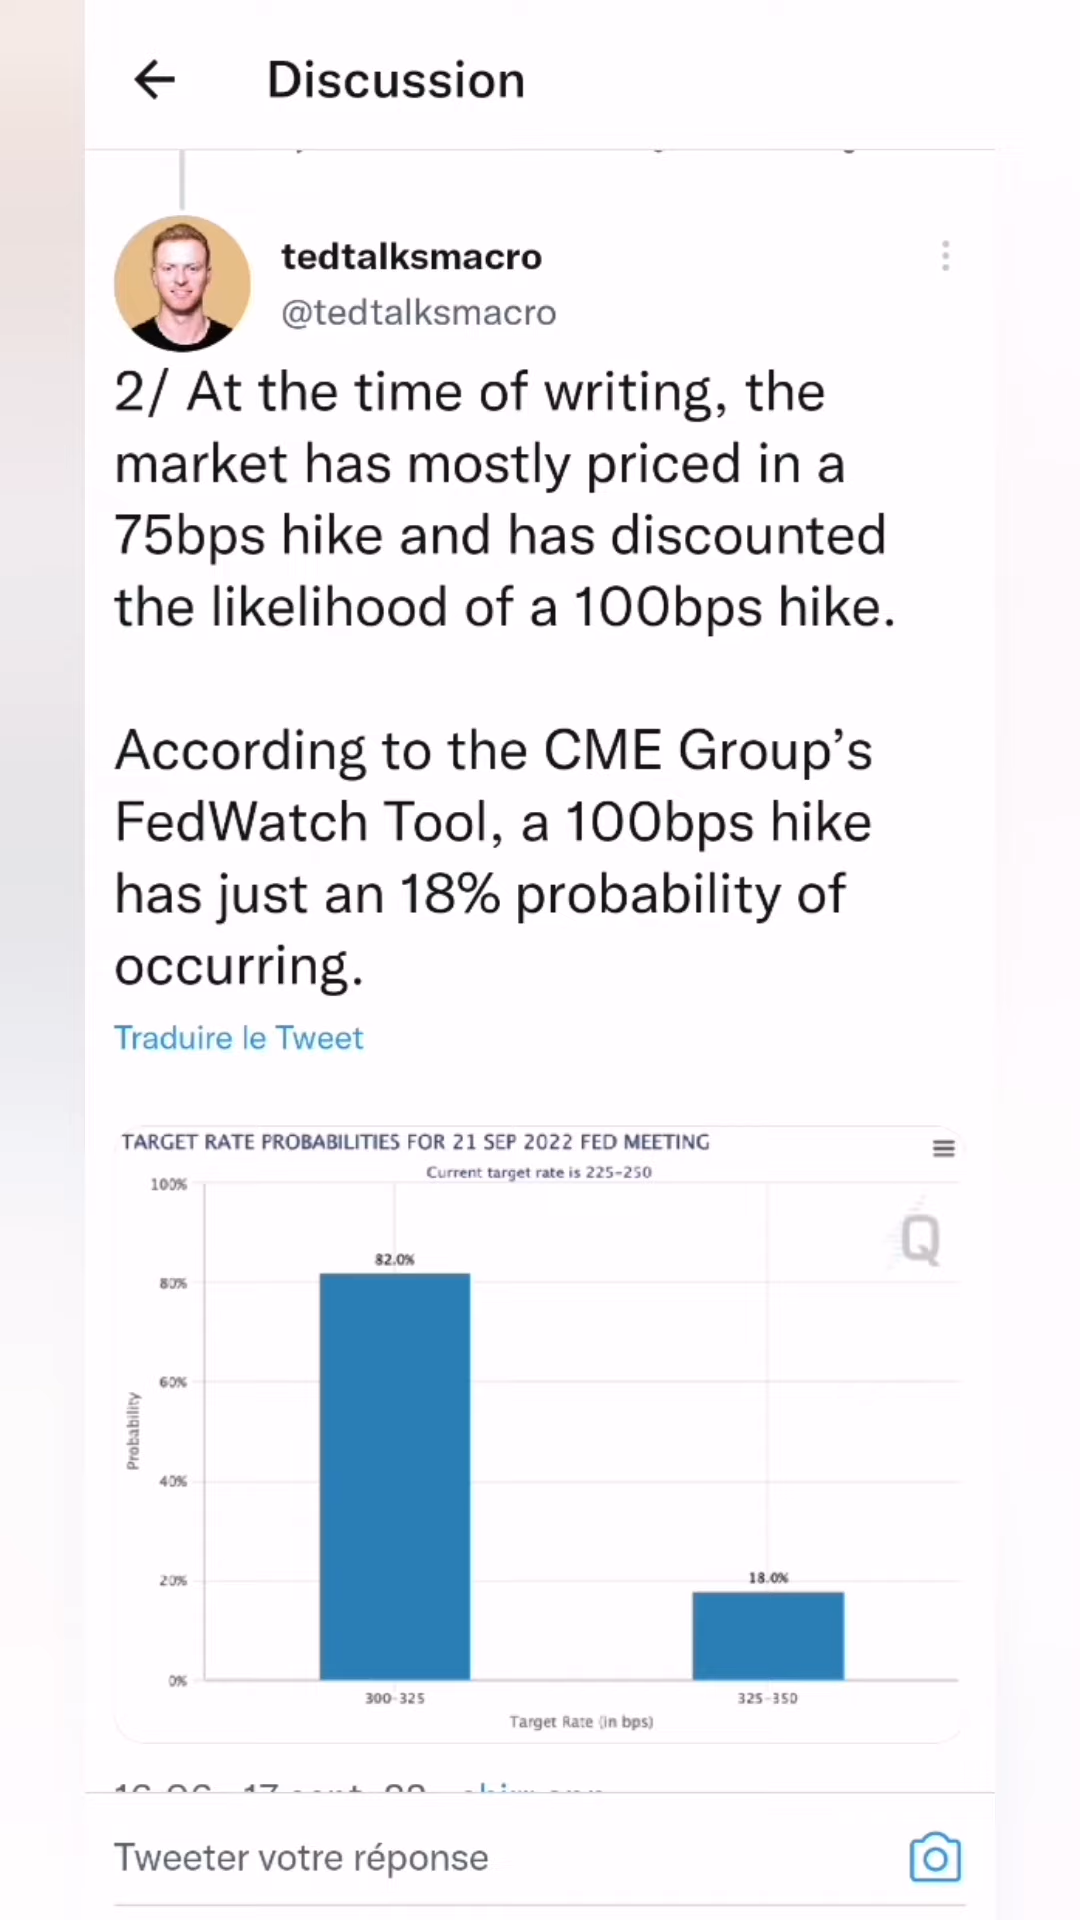 Discussion
tedtalksmacro
@tedtalksmacro
2/ At the time of writing, the
market has mostly priced in a
75bps hike and has discounted
the likelihood of a 100bps hike.
According to the CME Group’s
FedWatch Tool, a 100bps hike
has just an 18% probability of
occurring.
Traduire le Tweet
TARGET RATE PROBABILITIES FOR 21 SEP 2022 FED MEETING
Current target rate is 225-250
100%
Q
82.0%
80%
60%
Probability
40%
20%
18.0%
0%
300-325
325-350
Target Rate (in bps)
Tweeter votre réponse